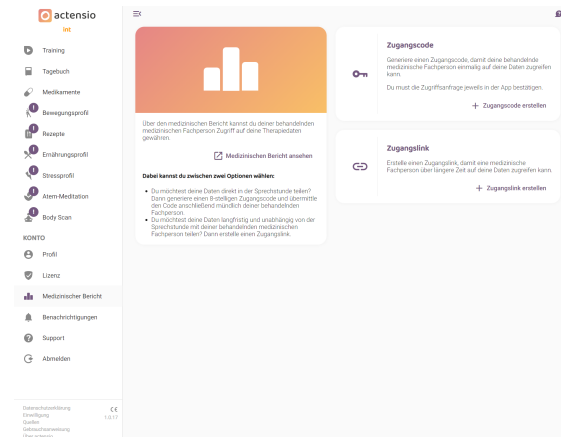 actensio
int
Training
Tagebuch
Medikamente
Bewegungsprofil
Rezepte
Ernährungsprofil
Stressprofil
Atem-Meditation
Body Scan
KONTO
Profil
Lizenz
Medizinischer Bericht
Benachrichtigungen
Support
Abmelden
Datenschutzerklärung
Einwilligung
Quellen
Gebrauchsanweisung
Über actensio
CE
1.0.17
Über den medizinischen Bericht kannst du deiner behandelnden
medizinischen Fachperson Zugriff auf deine Therapiedaten
gewähren.
Medizinischen Bericht ansehen
Dabei kannst du zwischen zwei Optionen wählen:
• Du möchtest deine Daten direkt in der Sprechstunde teilen?
Dann generiere einen 8-stelligen Zugangscode und übermittle
den Code anschließend mündlich deiner behandelnden
Fachperson.
• Du möchtest deine Daten langfristig und unabhängig von der
Sprechstunde mit deiner behandelnden medizinischen
Fachperson teilen? Dann erstelle einen Zugangslink.
Zugangscode
Generiere einen Zugangscode, damit deine behandelnde
medizinische Fachperson einmalig auf deine Daten zugreifen
kann.
Du musst die Zugriffsanfrage jeweils in der App bestätigen.
+ Zugangscode erstellen
Zugangslink
Erstelle einen Zugangslink, damit eine medizinische
Fachperson über längere Zeit auf deine Daten zugreifen kann.
+ Zugangslink erstellen